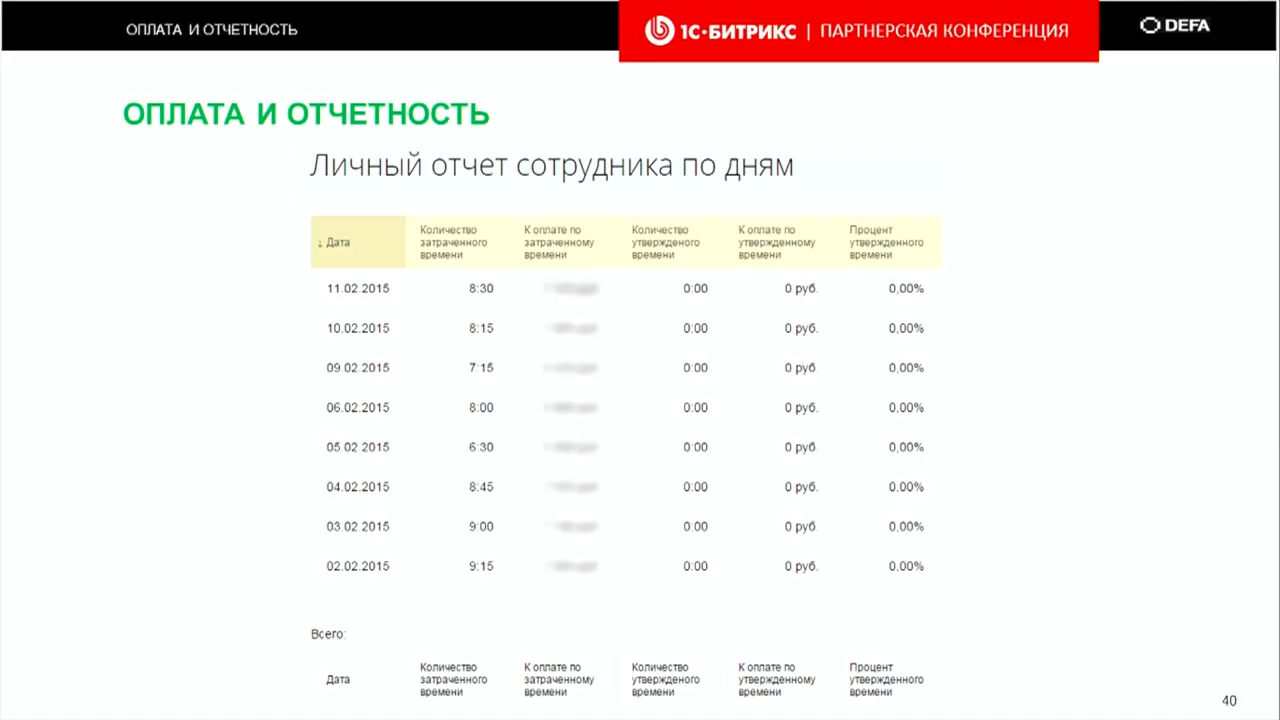 ОПЛАТА И ОТЧЕТНОСТЬ
1С·БИТРИКС | ПАРТНЕРСКАЯ КОНФЕРЕНЦИЯ
DEFA
ОПЛАТА И ОТЧЕТНОСТЬ
Личный отчет сотрудника по дням
↓ Дата
Количество
затраченного
времени
К оплате по
затраченному
времени
Количество
утвержденого
времени
К оплате по
утвержденному
времени
Процент
утвержденного
времени
11.02.2015 8:30 0:00 0 руб. 0,00%
10.02.2015 8:15 0:00 0 руб. 0,00%
09.02.2015 7:15 0:00 0 руб. 0,00%
06.02.2015 8:00 0:00 0 руб. 0,00%
05.02.2015 6:30 0:00 0 руб. 0,00%
04.02.2015 8:45 0:00 0 руб. 0,00%
03.02.2015 9:00 0:00 0 руб. 0,00%
02.02.2015 9:15 0:00 0 руб. 0,00%
Всего:
Дата
Количество
затраченного
времени
К оплате по
затраченному
времени
Количество
утвержденого
времени
К оплате по
утвержденному
времени
Процент
утвержденного
времени
40